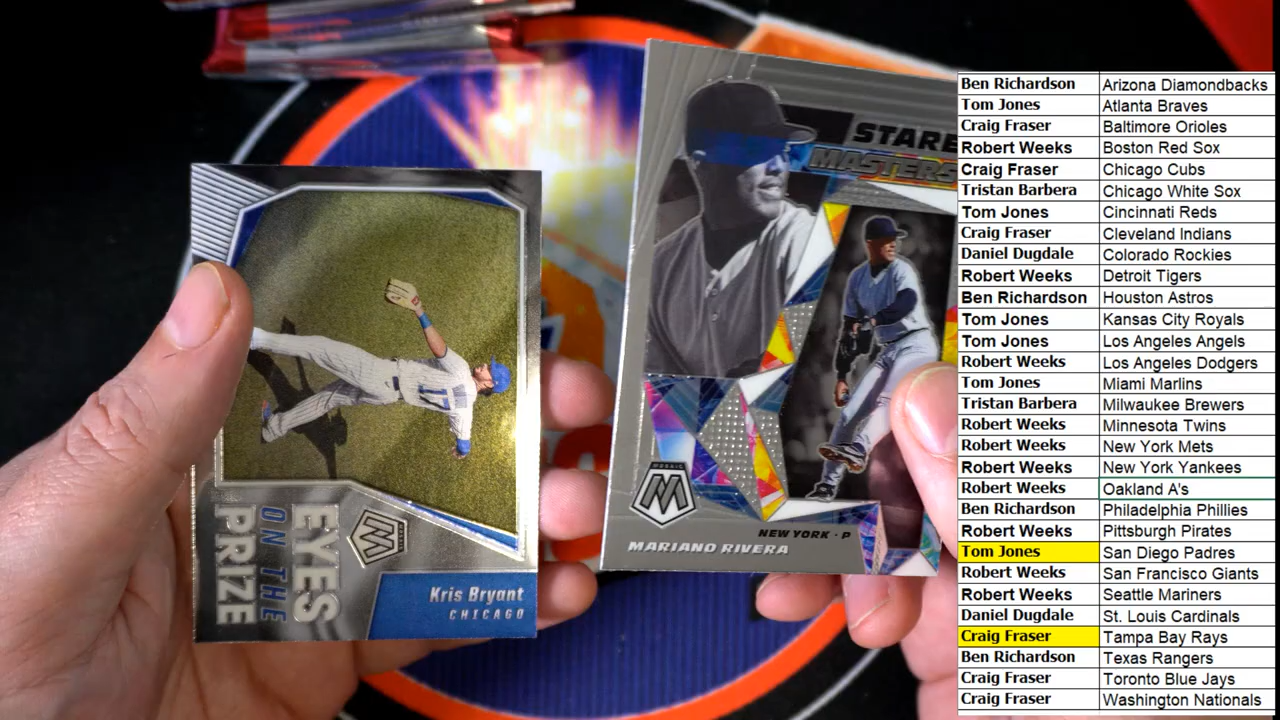 EYES
ON THE
PRIZE
MOSAIC
Kris Bryant
CHICAGO
17
STARE
MASTERS
MOSAIC
NEW YORK · P
MARIANO RIVERA
Ben Richardson Arizona Diamondbacks
Tom Jones Atlanta Braves
Craig Fraser Baltimore Orioles
Robert Weeks Boston Red Sox
Craig Fraser Chicago Cubs
Tristan Barbera Chicago White Sox
Tom Jones Cincinnati Reds
Craig Fraser Cleveland Indians
Daniel Dugdale Colorado Rockies
Robert Weeks Detroit Tigers
Ben Richardson Houston Astros
Tom Jones Kansas City Royals
Tom Jones Los Angeles Angels
Robert Weeks Los Angeles Dodgers
Tom Jones Miami Marlins
Tristan Barbera Milwaukee Brewers
Robert Weeks Minnesota Twins
Robert Weeks New York Mets
Robert Weeks New York Yankees
Robert Weeks Oakland A's
Ben Richardson Philadelphia Phillies
Robert Weeks Pittsburgh Pirates
Tom Jones San Diego Padres
Robert Weeks San Francisco Giants
Robert Weeks Seattle Mariners
Daniel Dugdale St. Louis Cardinals
Craig Fraser Tampa Bay Rays
Ben Richardson Texas Rangers
Craig Fraser Toronto Blue Jays
Craig Fraser Washington Nationals